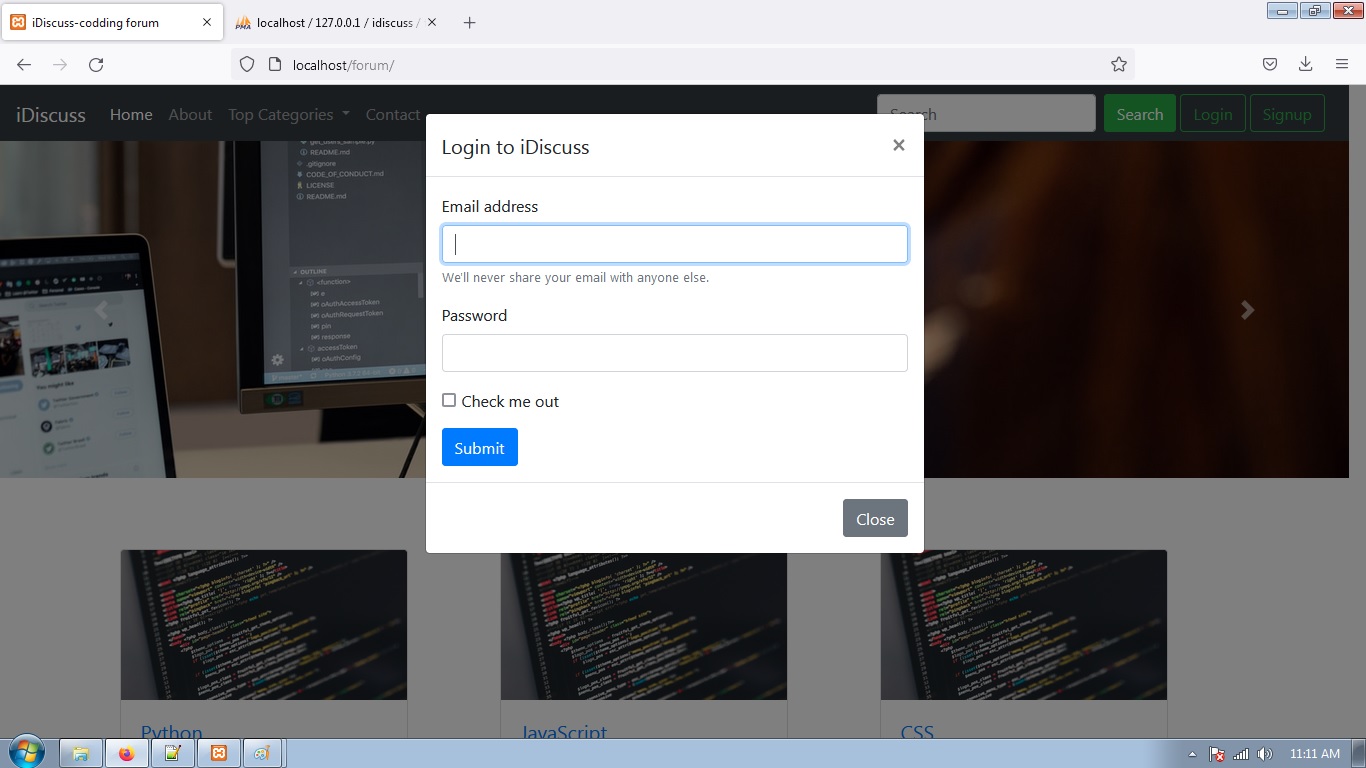 iDiscuss-codding forum
localhost / 127.0.0.1 / idiscuss /
localhost/forum/
iDiscuss Home About Top Categories Contact Search Search Login Signup
Login to iDiscuss ×
README.md
.gitignore
CODE_OF_CONDUCT.md
LICENSE
README.md
OUTLINE
<function>
e
oAuthAccessToken
oAuthRequestToken
pin
response
accessToken
oAuthConfig
You might like
Email address
We'll never share your email with anyone else.
Password
Check me out
Submit
Close
Python JavaScript CSS
11:11 AM